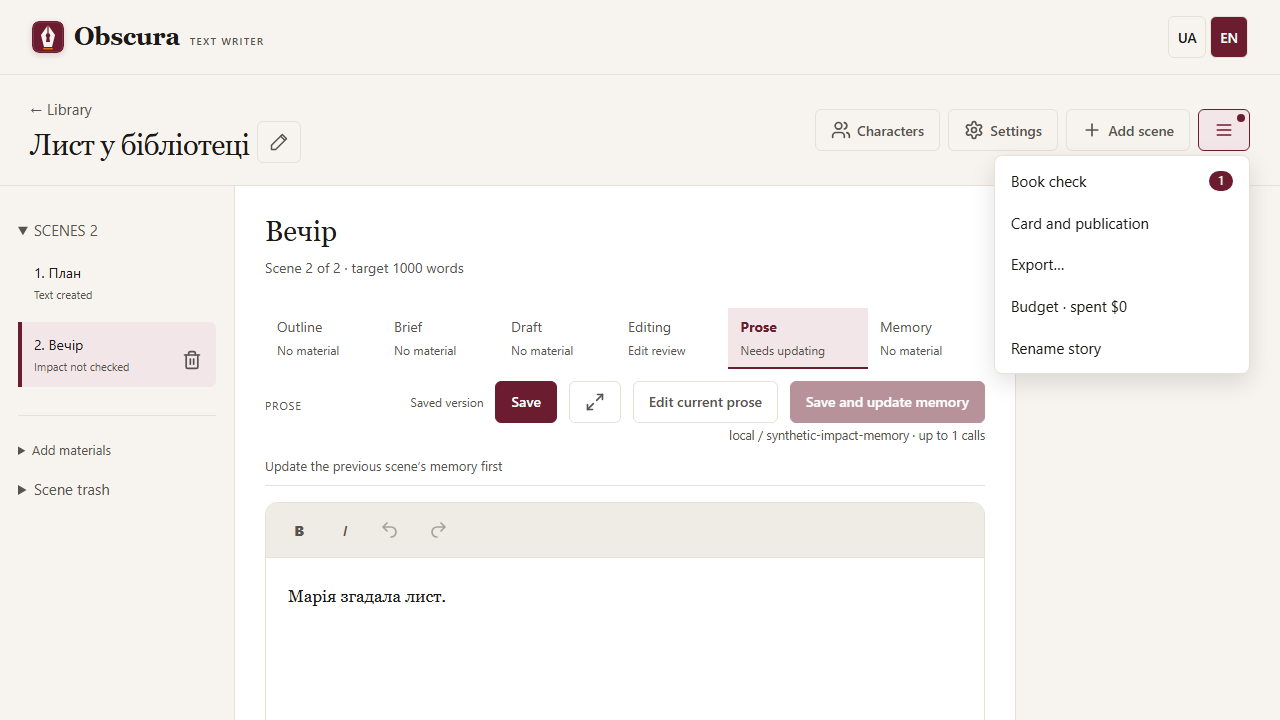 Obscura TEXT WRITER
UA EN
← Library
Лист у бібліотеці
Characters
Settings
Add scene
Book check 1
Card and publication
Export...
Budget · spent $0
Rename story
▼ SCENES 2
1. План
Text created
2. Вечір
Impact not checked
▶ Add materials
▶ Scene trash
Вечір
Scene 2 of 2 · target 1000 words
Outline
No material
Brief
No material
Draft
No material
Editing
Edit review
Prose
Needs updating
Memory
No material
PROSE
Saved version
Save
Edit current prose
Save and update memory
local / synthetic-impact-memory · up to 1 calls
Update the previous scene’s memory first
B I
Марія згадала лист.